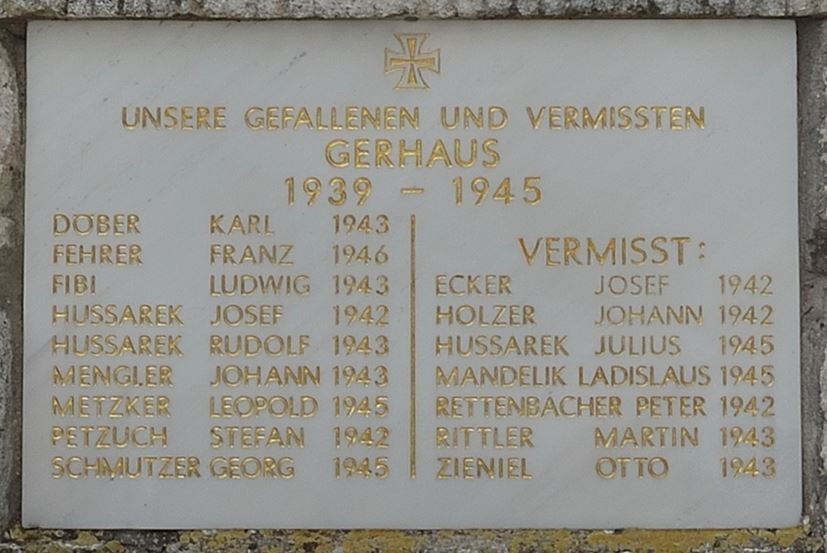 UNSERE GEFALLENEN UND VERMISSTEN
GERHAUS
1939 – 1945
DÖBER KARL 1943
FEHRER FRANZ 1946
FIBI LUDWIG 1943
HUSSAREK JOSEF 1942
HUSSAREK RUDOLF 1943
MENGLER JOHANN 1943
METZKER LEOPOLD 1945
PETZUCH STEFAN 1942
SCHMUTZER GEORG 1945
VERMISST:
ECKER JOSEF 1942
HOLZER JOHANN 1942
HUSSAREK JULIUS 1945
MANDELIK LADISLAUS 1945
RETTENBACHER PETER 1942
RITTLER MARTIN 1943
ZIENIEL OTTO 1943